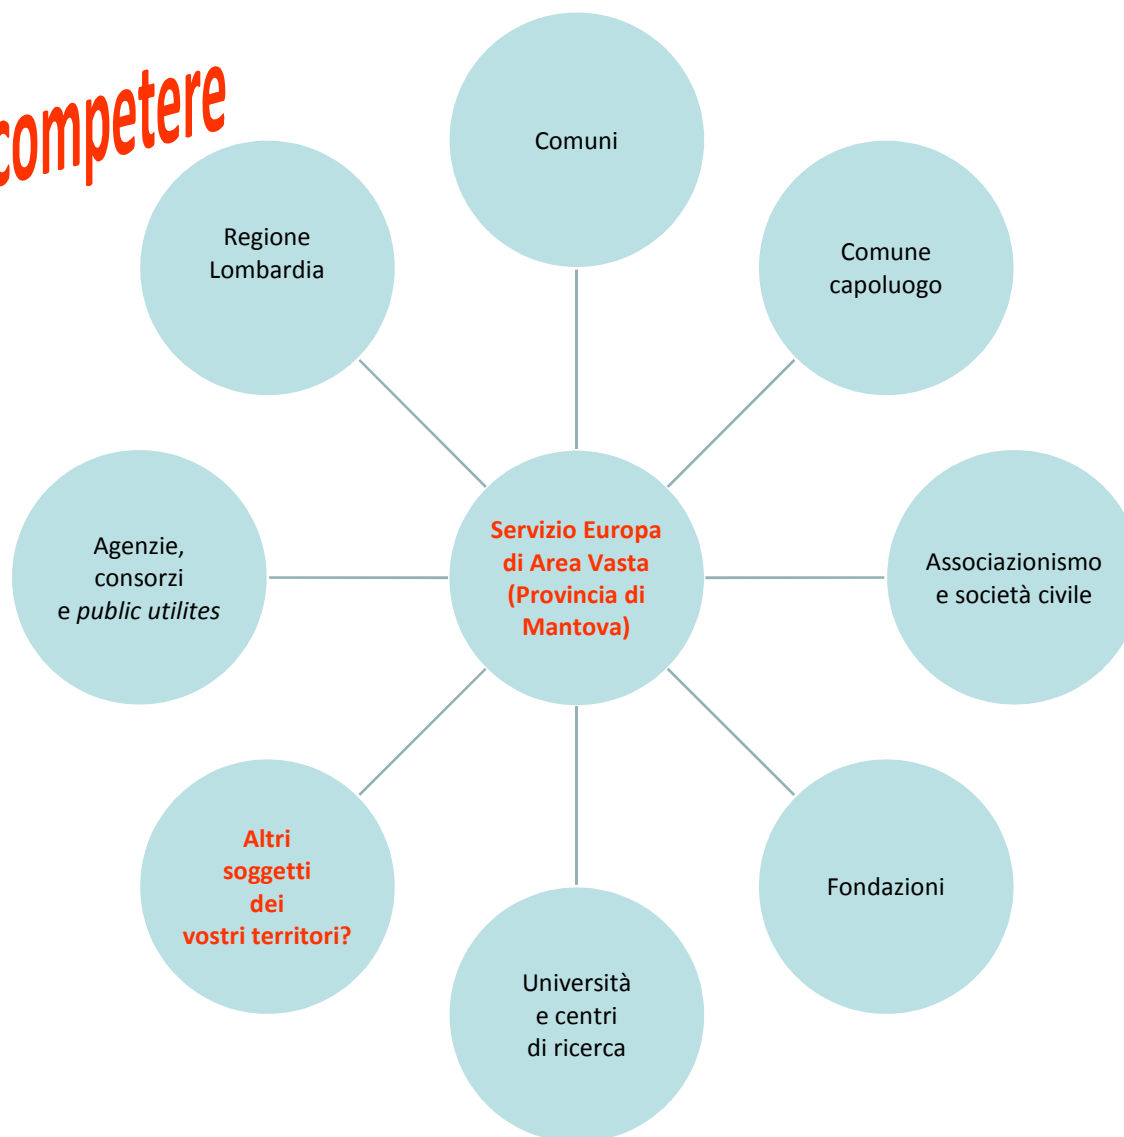 competere
Comuni
Regione
Lombardia
Comune
capoluogo
Servizio Europa
di Area Vasta
(Provincia di
Mantova)
Agenzie,
consorzi
e public utilites
Associazionismo
e società civile
Altri
soggetti
dei
vostri territori?
Fondazioni
Università
e centri
di ricerca